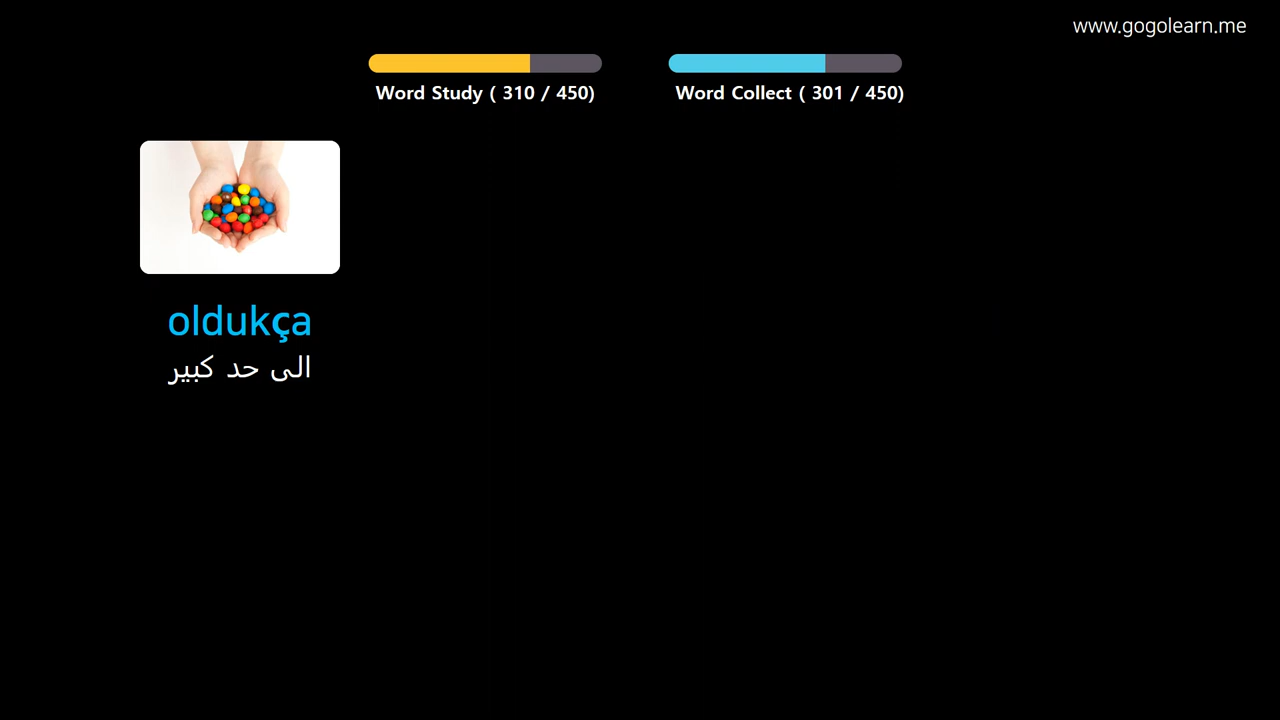 www.gogolearn.me
Word Study ( 310 / 450)
Word Collect ( 301 / 450)
oldukça
الى حد كبير